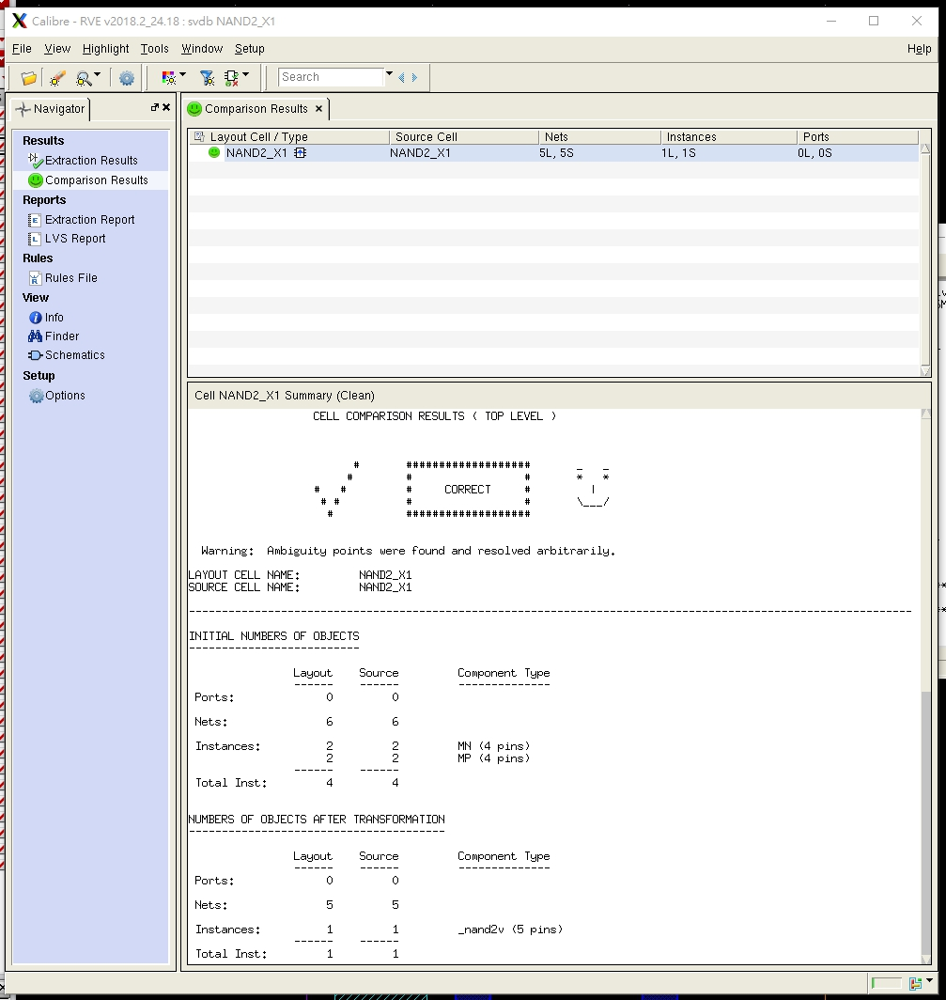 Calibre - RVE v2018.2_24.18 : svdb NAND2_X1
File View Highlight Tools Window Setup Help
Search
Navigator
Results
Extraction Results
Comparison Results
Reports
Extraction Report
LVS Report
Rules
Rules File
View
Info
Finder
Schematics
Setup
Options
Comparison Results
Layout Cell / Type Source Cell Nets Instances Ports
NAND2_X1 NAND2_X1 5L, 5S 1L, 1S 0L, 0S
Cell NAND2_X1 Summary (Clean)
CELL COMPARISON RESULTS ( TOP LEVEL )
# ################### _ _
# # # * *
# # # CORRECT # |
# # # # \___/
# ###################
Warning: Ambiguity points were found and resolved arbitrarily.
LAYOUT CELL NAME: NAND2_X1
SOURCE CELL NAME: NAND2_X1
INITIAL NUMBERS OF OBJECTS
Layout Source Component Type
Ports: 0 0
Nets: 6 6
Instances: 2 2 MN (4 pins)
2 2 MP (4 pins)
Total Inst: 4 4
NUMBERS OF OBJECTS AFTER TRANSFORMATION
Layout Source Component Type
Ports: 0 0
Nets: 5 5
Instances: 1 1 _nand2v (5 pins)
Total Inst: 1 1